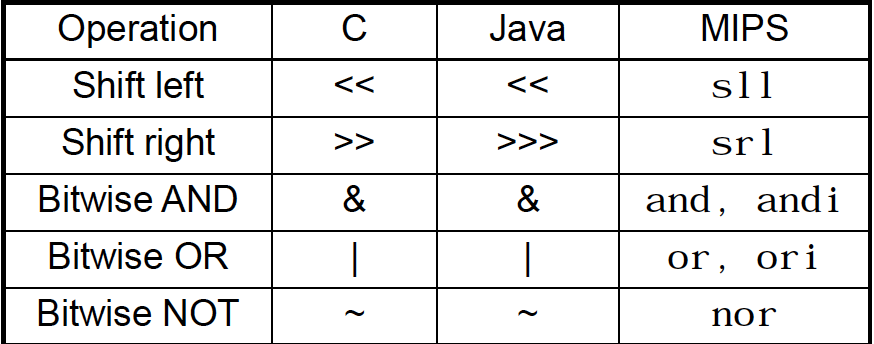 Operation C Java MIPS
Shift left << << sll
Shift right >> >>> srl
Bitwise AND & & and, andi
Bitwise OR | | or, ori
Bitwise NOT ~ ~ nor